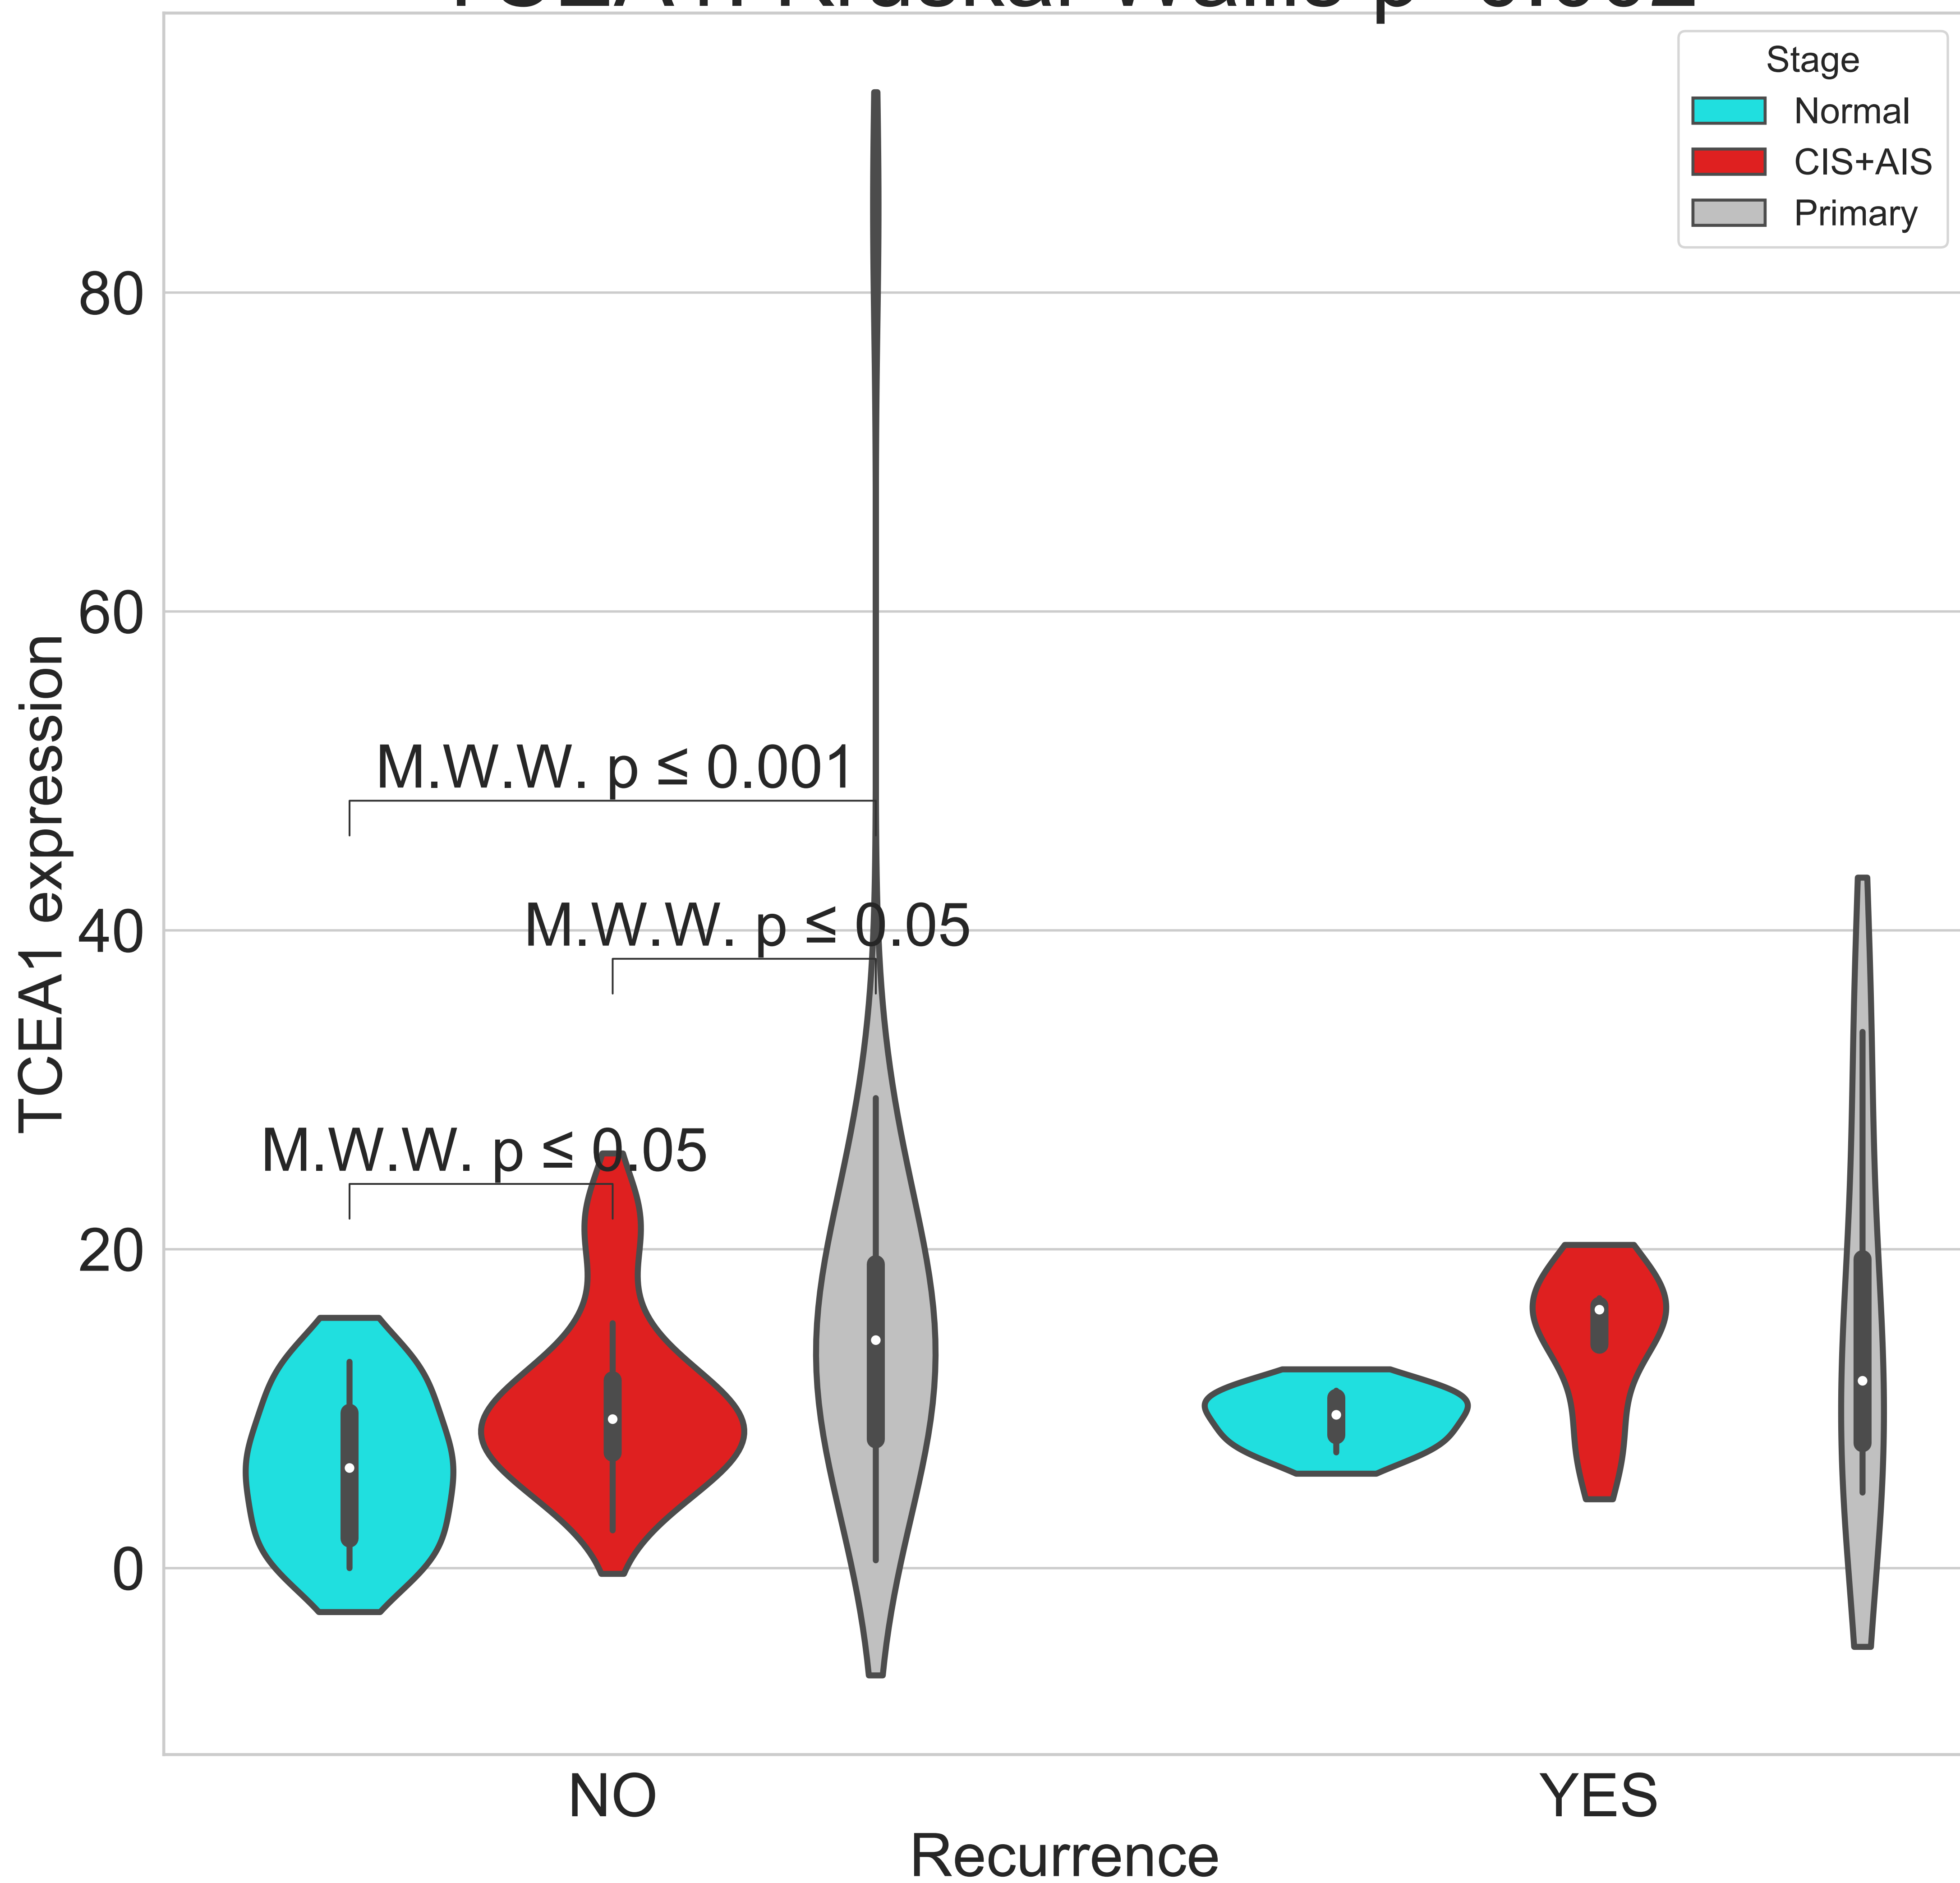 Stage
Normal
CIS+AIS
Primary
80
60
40
20
0
TCEA1 expression
M.W.W. p ≤ 0.001
M.W.W. p ≤ 0.05
M.W.W. p ≤ 0.05
NO
YES
Recurrence